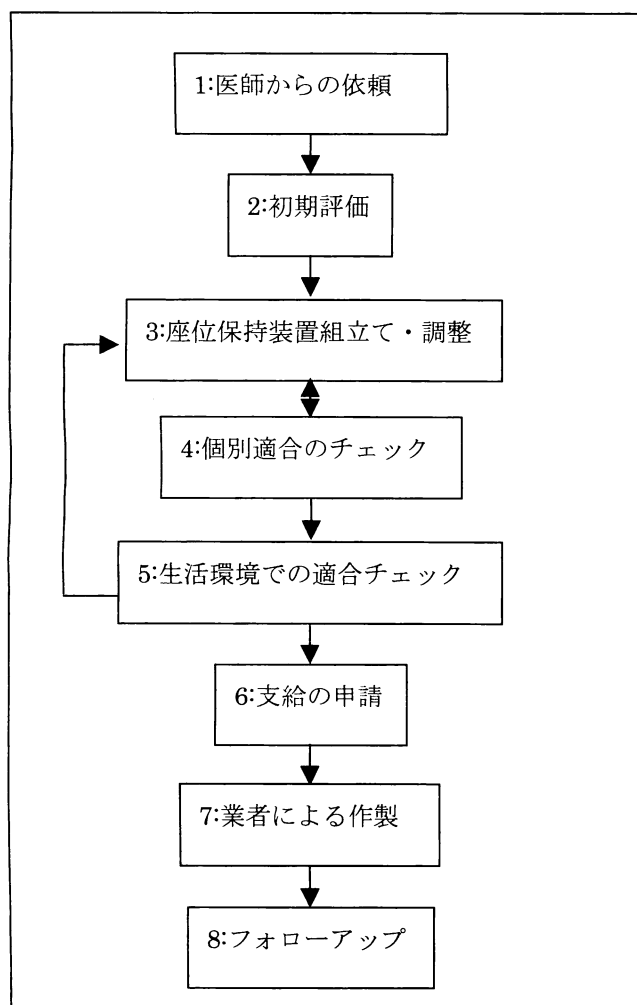 1:医師からの依頼
2:初期評価
3:座位保持装置組立て・調整
4:個別適合のチェック
5:生活環境での適合チェック
6:支給の申請
7:業者による作製
8:フォローアップ